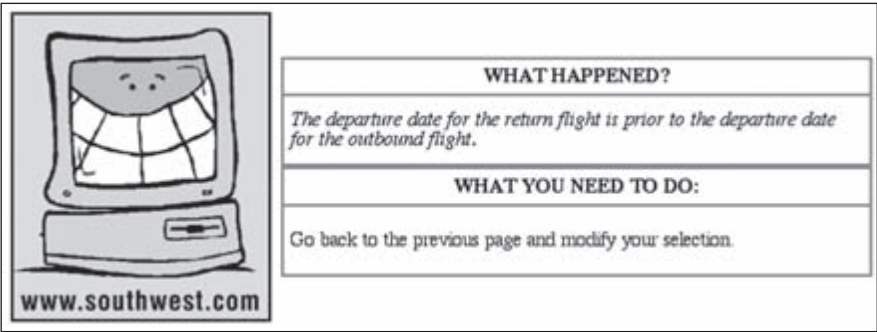 WHAT HAPPENED?
The departure date for the return flight is prior to the departure date
for the outbound flight.
WHAT YOU NEED TO DO:
Go back to the previous page and modify your selection.
www.southwest.com